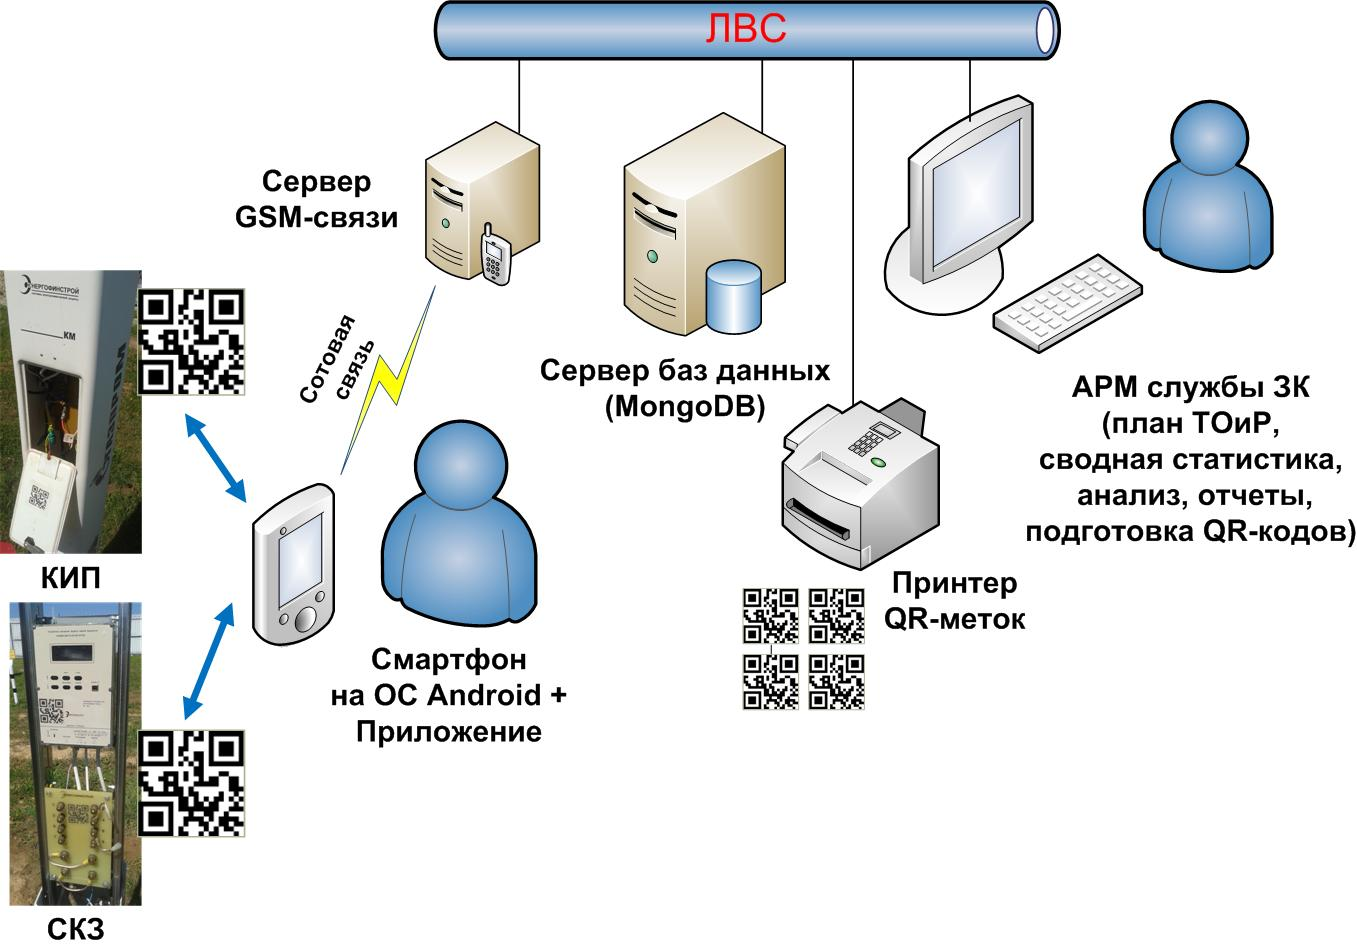 ЛВС
Сервер
GSM-связи
Сотовая
связь
Сервер баз данных
(MongoDB)
АРМ службы ЗК
(план ТОиР,
сводная статистика,
анализ, отчеты,
подготовка QR-кодов)
Принтер
QR-меток
Смартфон
на ОС Android +
Приложение
ЭНЕРГОФИНСТРОЙ
КМ
КИП
СКЗ